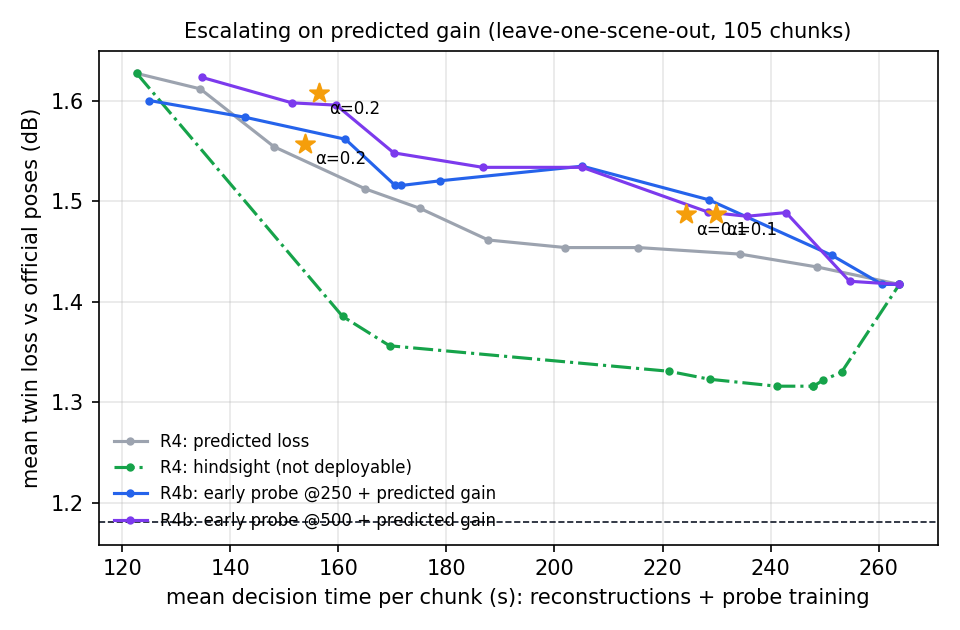 Escalating on predicted gain (leave-one-scene-out, 105 chunks)
mean twin loss vs official poses (dB)
1.6
1.5
1.4
1.3
1.2
α=0.2
α=0.2
α=0.1
α=0.1
R4: predicted loss
R4: hindsight (not deployable)
R4b: early probe @250 + predicted gain
R4b: early probe @500 + predicted gain
120 140 160 180 200 220 240 260
mean decision time per chunk (s): reconstructions + probe training